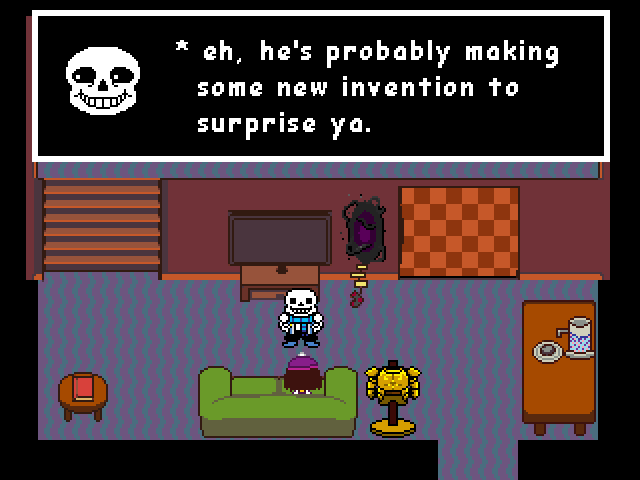 * eh, he's probably making
some new invention to
surprise ya.